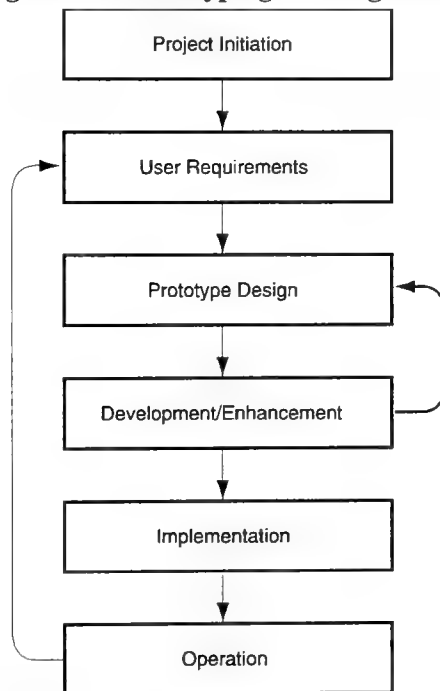 Project Initiation
User Requirements
Prototype Design
Development/Enhancement
Implementation
Operation